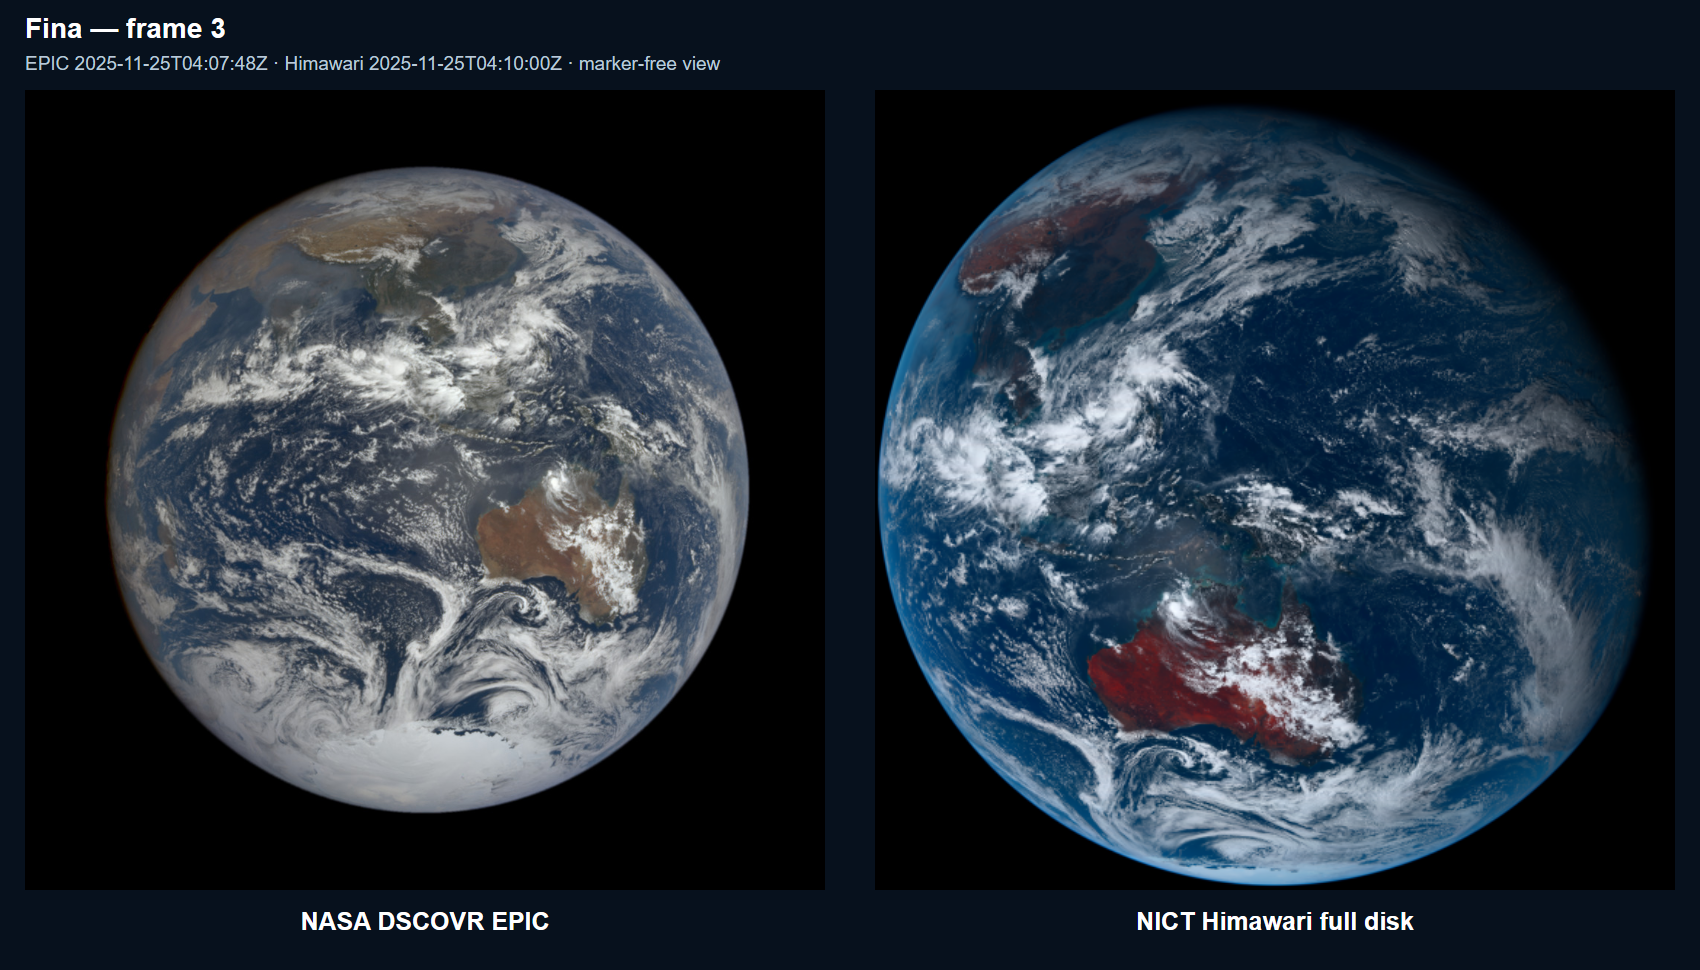 Fina — frame 3
EPIC 2025-11-25T04:07:48Z · Himawari 2025-11-25T04:10:00Z · marker-free view
NASA DSCOVR EPIC
NICT Himawari full disk